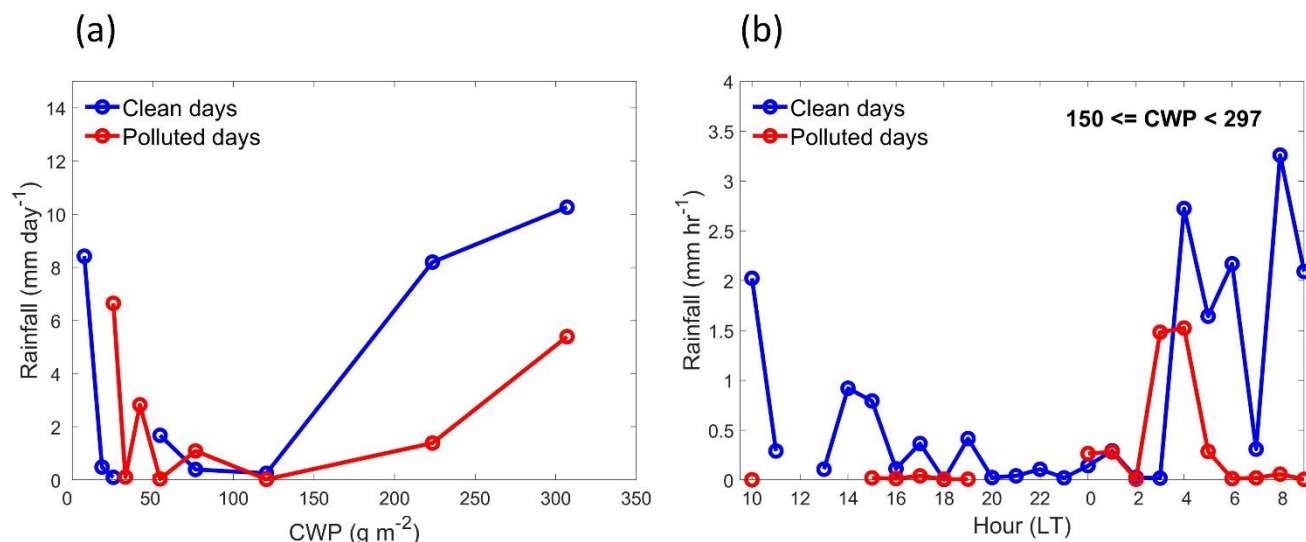 (a)
Clean days
Polluted days
Rainfall (mm day⁻¹)
14
12
10
8
6
4
2
0
0 50 100 150 200 250 300 350
CWP (g m⁻²)
(b)
Clean days
Polluted days
150 <= CWP < 297
Rainfall (mm hr⁻¹)
4
3.5
3
2.5
2
1.5
1
0.5
0
10 12 14 16 18 20 22 0 2 4 6 8
Hour (LT)